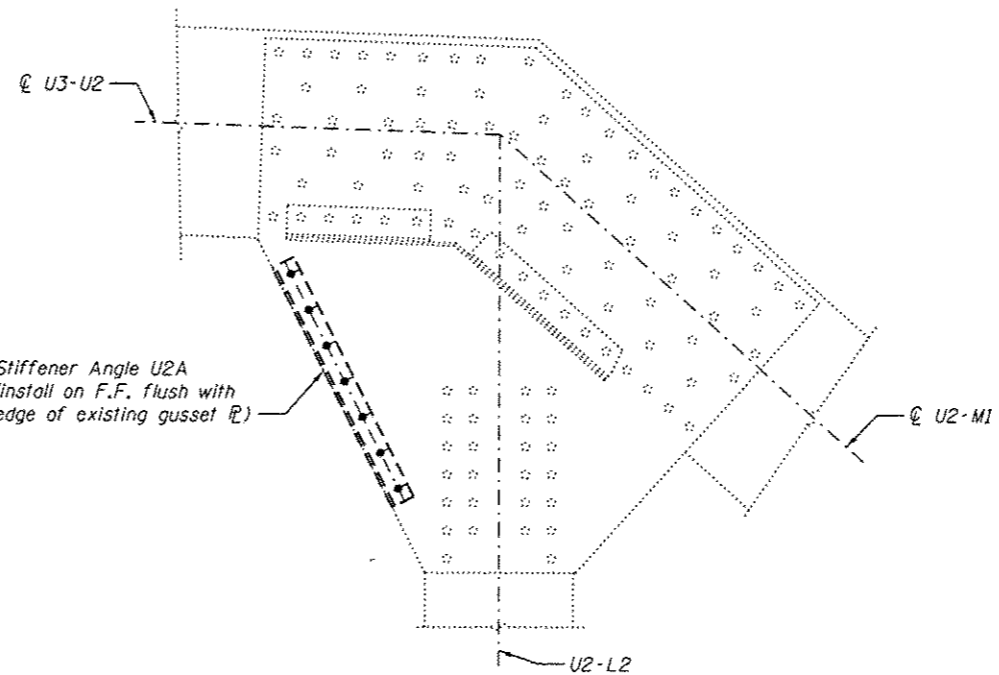 ℄ U3-U2
Stiffener Angle U2A
(install on F.F. flush with
edge of existing gusset ⅊)
℄ U2-M1
U2-L2